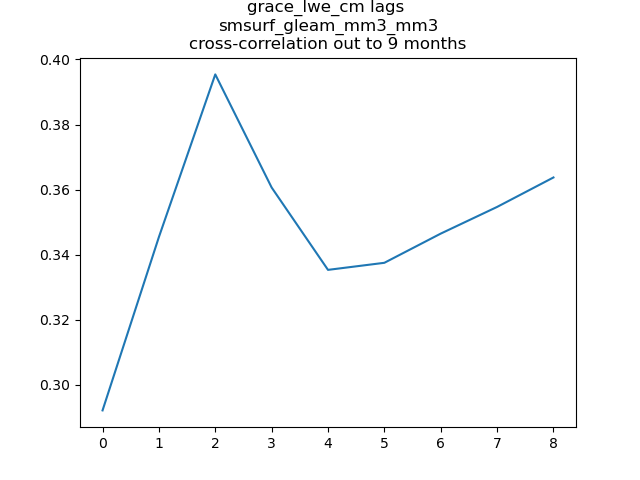 grace_lwe_cm lags
smsurf_gleam_mm3_mm3
cross-correlation out to 9 months
0.40
0.38
0.36
0.34
0.32
0.30
0 1 2 3 4 5 6 7 8